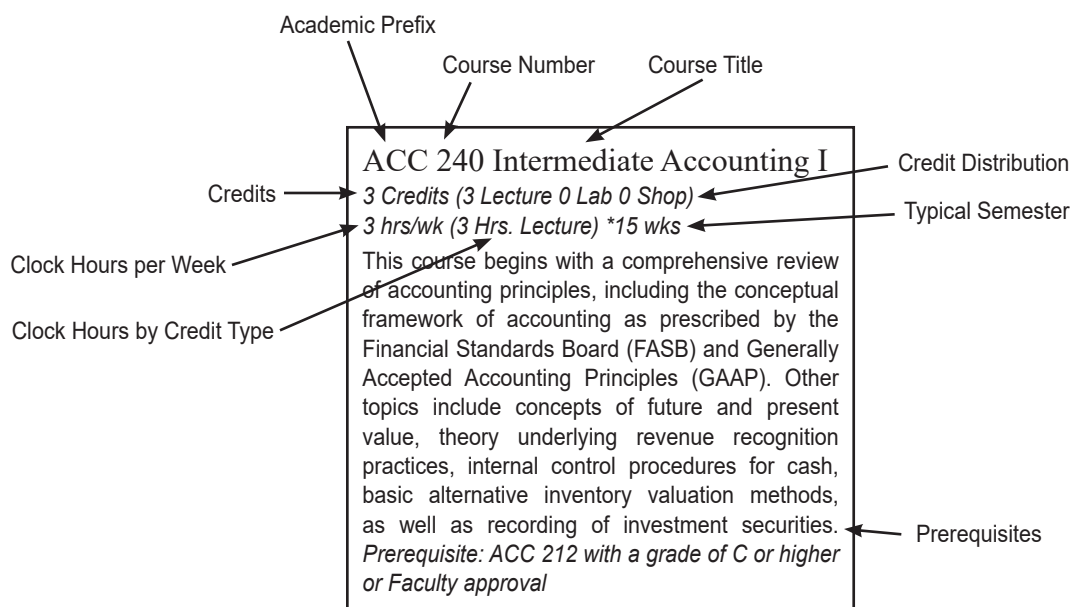 Academic Prefix
Course Number
Course Title
ACC 240 Intermediate Accounting I
Credit Distribution
Credits
3 Credits (3 Lecture 0 Lab 0 Shop)
Typical Semester
3 hrs/wk (3 Hrs. Lecture) *15 wks
Clock Hours per Week
This course begins with a comprehensive review
of accounting principles, including the conceptual
Clock Hours by Credit Type
framework of accounting as prescribed by the
Financial Standards Board (FASB) and Generally
Accepted Accounting Principles (GAAP). Other
topics include concepts of future and present
value, theory underlying revenue recognition
practices, internal control procedures for cash,
basic alternative inventory valuation methods,
as well as recording of investment securities.
Prerequisites
Prerequisite: ACC 212 with a grade of C or higher
or Faculty approval